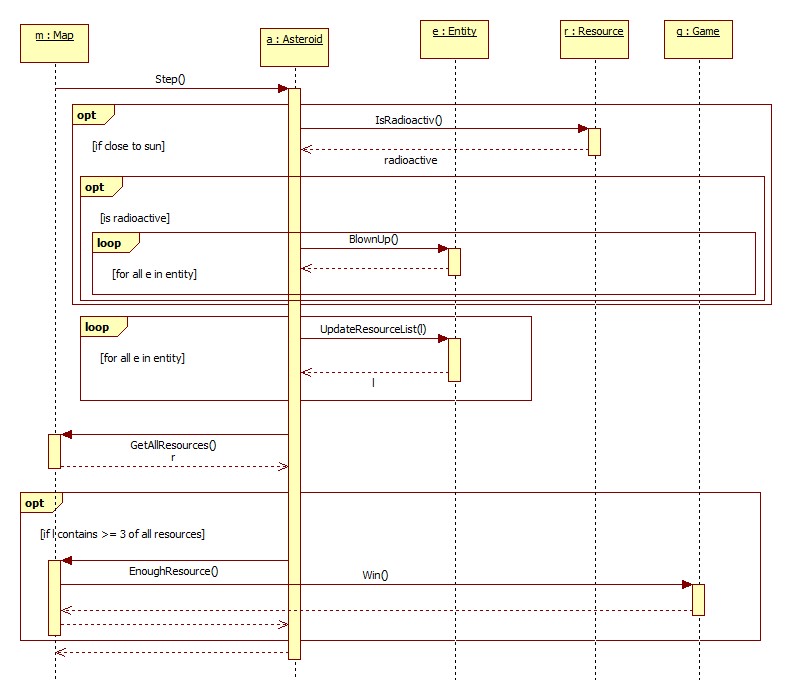 m : Map
a : Asteroid
e : Entity
r : Resource
g : Game
Step()
opt
IsRadioactiv()
[if close to sun]
radioactive
opt
[is radioactive]
loop
BlownUp()
[for all e in entity]
loop
UpdateResourceList(l)
[for all e in entity]
l
GetAllResources()
r
opt
[if l contains >= 3 of all resources]
EnoughResource()
Win()